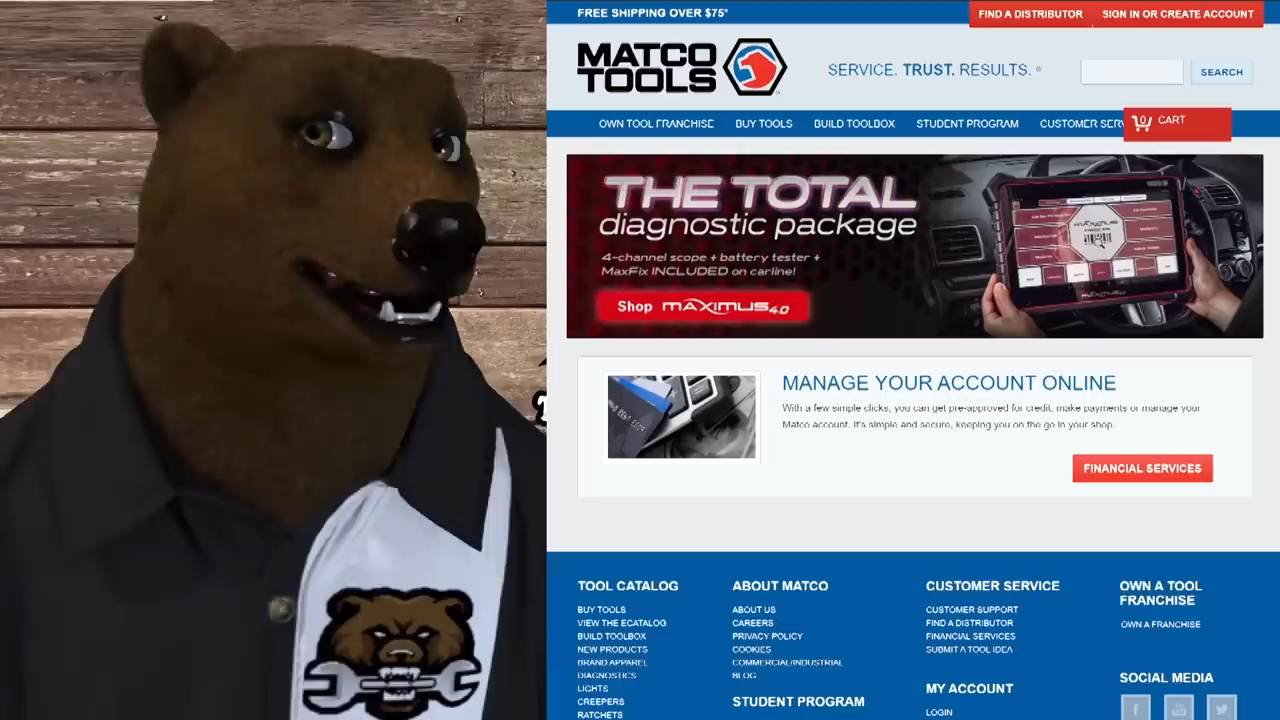 FREE SHIPPING OVER $75*
FIND A DISTRIBUTOR
SIGN IN OR CREATE ACCOUNT
MATCO
TOOLS
SERVICE. TRUST. RESULTS.®
SEARCH
OWN TOOL FRANCHISE
BUY TOOLS
BUILD TOOLBOX
STUDENT PROGRAM
CUSTOMER SERV
0
CART
THE TOTAL
diagnostic package
4-channel scope + battery tester +
MaxFix INCLUDED on carline!
Shop MAXIMUS 4.0
MAXIMUS
MANAGE YOUR ACCOUNT ONLINE
With a few simple clicks, you can get pre-approved for credit, make payments or manage your
Matco account. It's simple and secure, keeping you on the go in your shop.
FINANCIAL SERVICES
TOOL CATALOG
BUY TOOLS
VIEW THE ECATALOG
BUILD TOOLBOX
NEW PRODUCTS
BRAND APPAREL
DIAGNOSTICS
LIGHTS
CREEPERS
RATCHETS
ABOUT MATCO
ABOUT US
CAREERS
PRIVACY POLICY
COOKIES
COMMERCIAL/INDUSTRIAL
BLOG
STUDENT PROGRAM
CUSTOMER SERVICE
CUSTOMER SUPPORT
FIND A DISTRIBUTOR
FINANCIAL SERVICES
SUBMIT A TOOL IDEA
MY ACCOUNT
LOGIN
OWN A TOOL
FRANCHISE
OWN A FRANCHISE
SOCIAL MEDIA